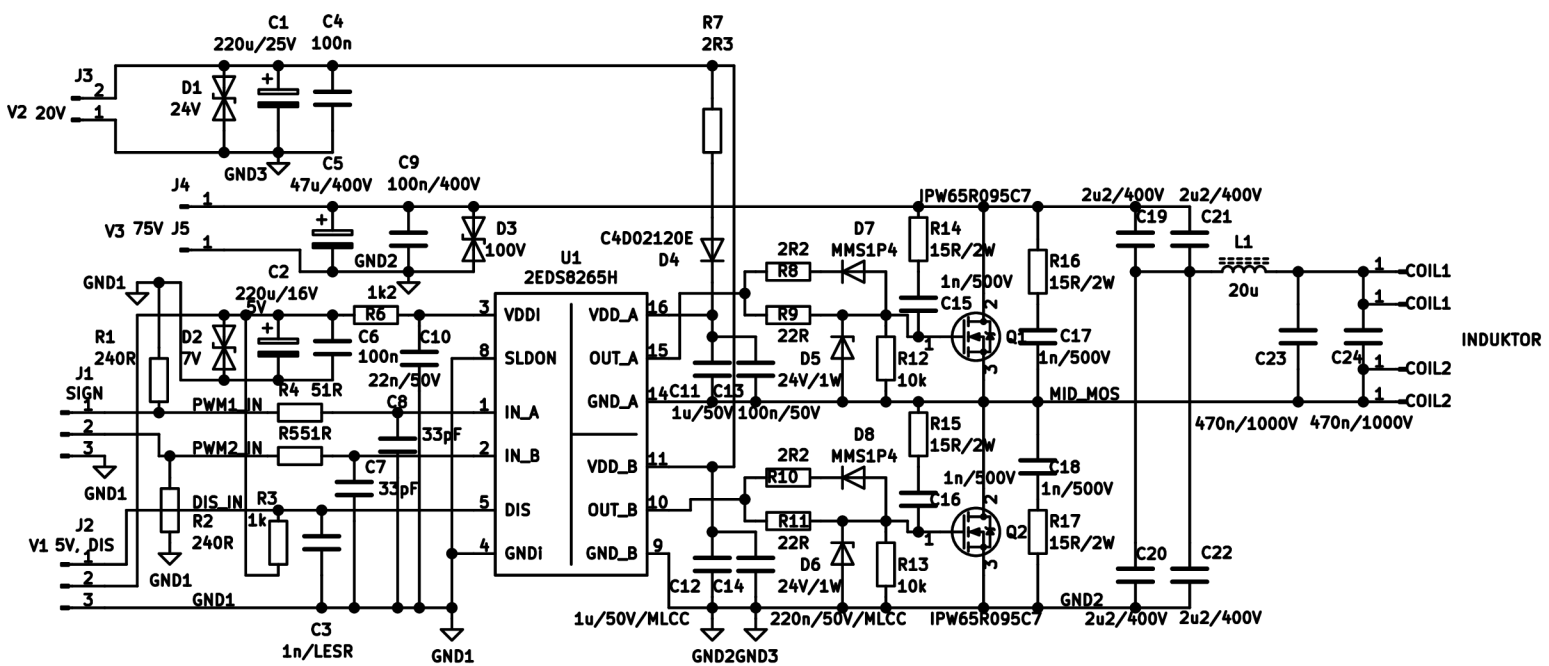 C1
220u/25V
C4
100n
R7
2R3
J3
2
1
V2 20V
D1
24V
+
GND3
C5
47u/400V
C9
100n/400V
J4
1
V3 75V J5
1
+
GND2
D3
100V
C4D02120E
D4
IPW65R095C7
2u2/400V
2u2/400V
C19
C21
L1
20u
D7
MMS1P4
2R2
R8
R9
22R
R14
15R/2W
1n/500V
C15
R16
15R/2W
C17
1n/500V
GND1
C2
220u/16V
5V
1k2
R6
R1
240R
D2
7V
+
C6
100n
C10
22n/50V
U1
2EDS8265H
3
VDDI
VDD_A
16
8
SLDON
OUT_A
15
GND_A
14
1
IN_A
2
IN_B
VDD_B
11
5
DIS
OUT_B
10
4
GNDi
GND_B
9
D5
24V/1W
R12
10k
2
Q1
1
3
C11
C13
1u/50V
100n/50V
MID_MOS
C23
C24
470n/1000V
470n/1000V
1
COIL1
1
COIL1
1
COIL2
1
COIL2
INDUKTOR
J1
SIGN
1
2
3
GND1
PWM1_IN
R4
51R
PWM2_IN
R5
51R
C8
33pF
C7
33pF
DIS_IN
R2
240R
GND1
R3
1k
J2
V1 5V, DIS
1
2
3
GND1
C3
1n/LESR
GND1
D8
MMS1P4
2R2
R10
R11
22R
R15
15R/2W
1n/500V
C16
C18
1n/500V
R17
15R/2W
2
Q2
1
3
D6
24V/1W
R13
10k
C12
C14
1u/50V/MLCC
220n/50V/MLCC
IPW65R095C7
GND2
GND3
GND2
C20
C22
2u2/400V
2u2/400V